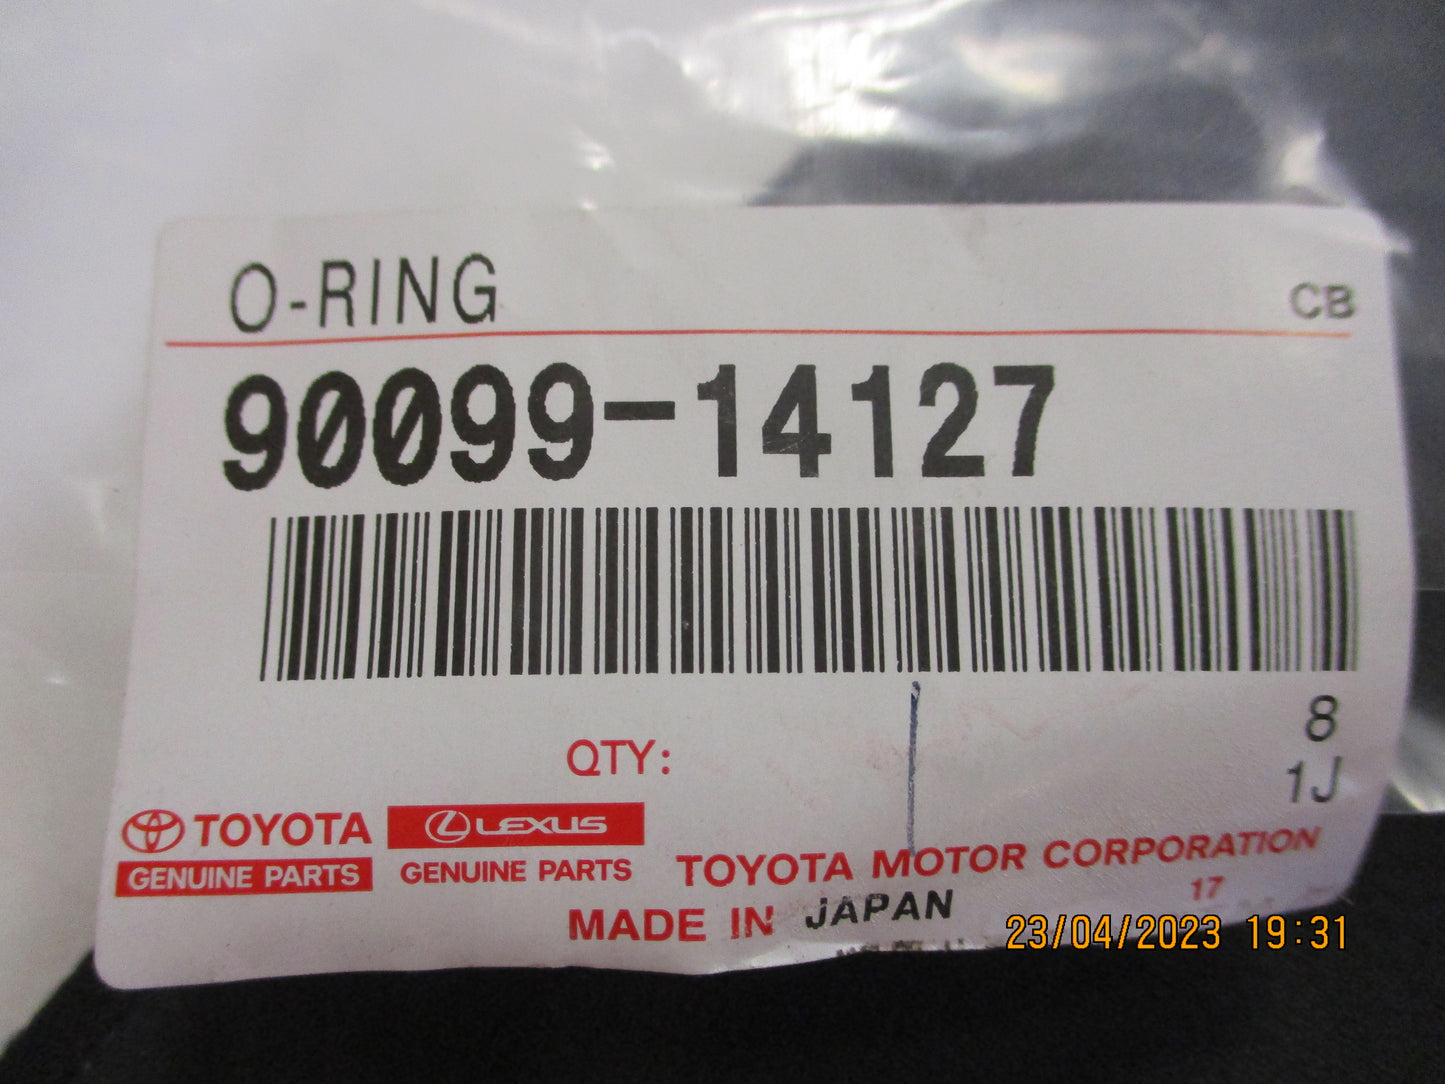 O-RING
CB
90099-14127
8
QTY:
1J
TOYOTA
LEXUS
GENUINE PARTS
GENUINE PARTS
TOYOTA MOTOR CORPORATION
17
MADE IN JAPAN
23/04/2023 19:31